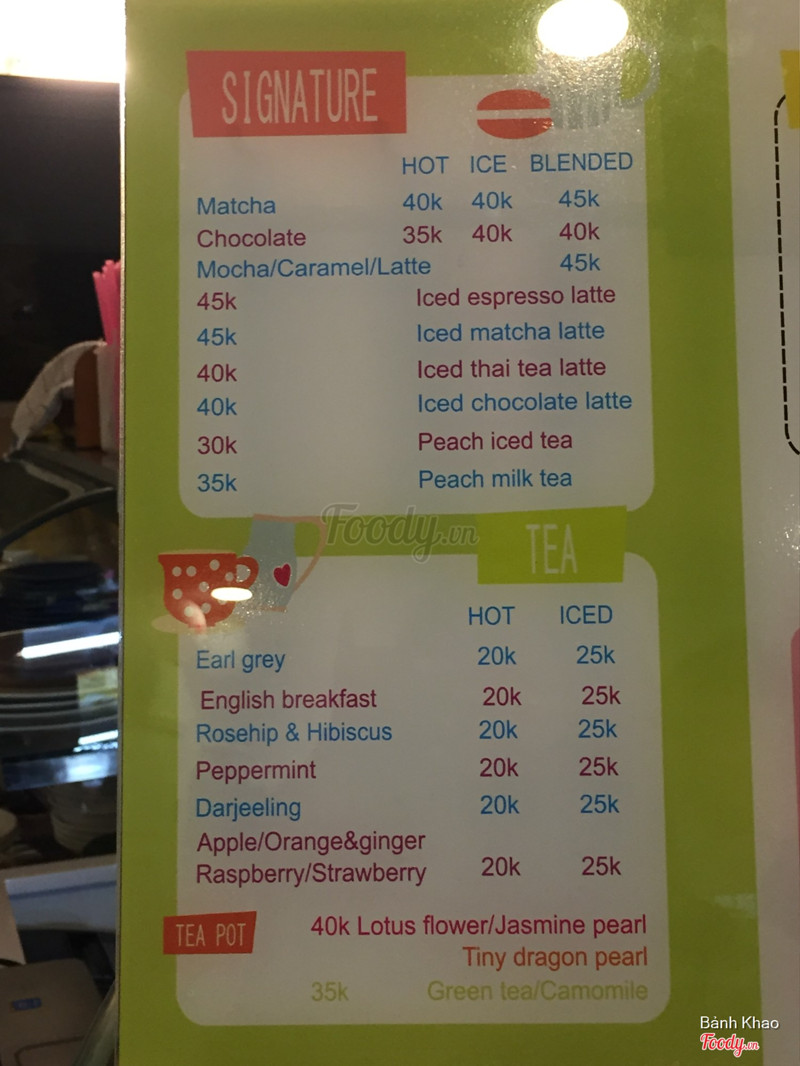 SIGNATURE
HOT ICE BLENDED
Matcha 40k 40k 45k
Chocolate 35k 40k 40k
Mocha/Caramel/Latte 45k
45k Iced espresso latte
45k Iced matcha latte
40k Iced thai tea latte
40k Iced chocolate latte
30k Peach iced tea
35k Peach milk tea
Foody.vn
TEA
HOT ICED
Earl grey 20k 25k
English breakfast 20k 25k
Rosehip & Hibiscus 20k 25k
Peppermint 20k 25k
Darjeeling 20k 25k
Apple/Orange&ginger
Raspberry/Strawberry 20k 25k
TEA POT 40k Lotus flower/Jasmine pearl
Tiny dragon pearl
35k Green tea/Camomile
Bảnh Khao
Foody.vn